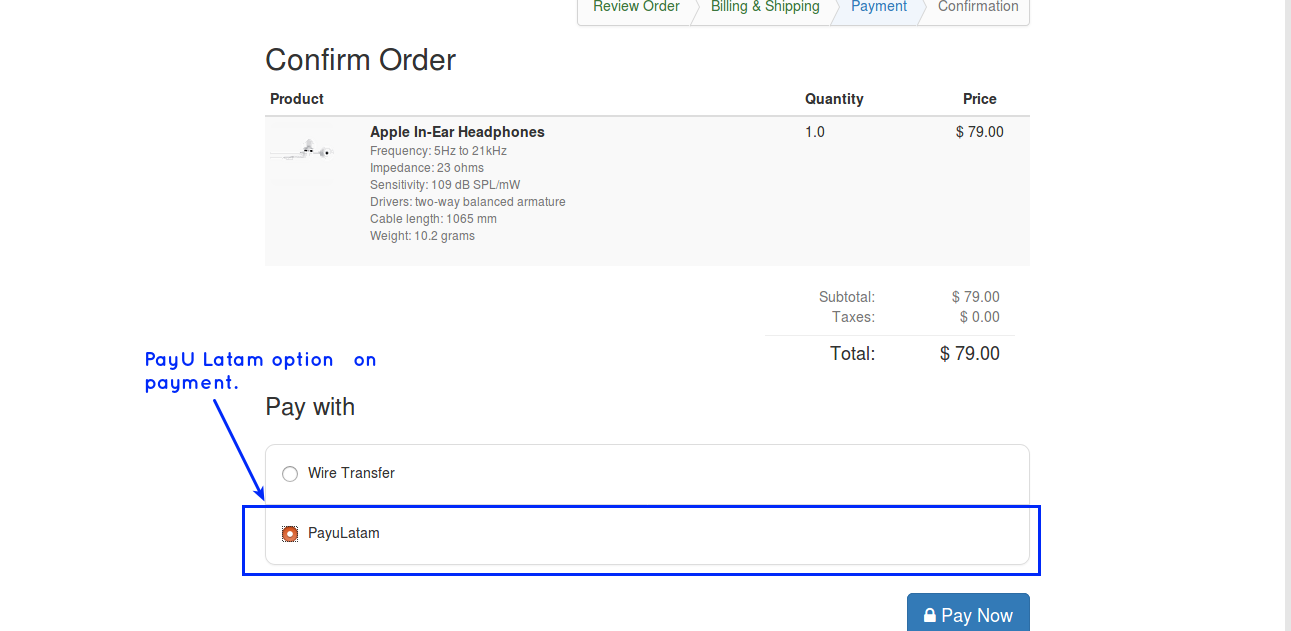 Review Order Billing & Shipping Payment Confirmation
Confirm Order
Product Quantity Price
Apple In-Ear Headphones 1.0 $ 79.00
Frequency: 5Hz to 21kHz
Impedance: 23 ohms
Sensitivity: 109 dB SPL/mW
Drivers: two-way balanced armature
Cable length: 1065 mm
Weight: 10.2 grams
Subtotal: $ 79.00
Taxes: $ 0.00
Total: $ 79.00
PayU Latam option on
payment.
Pay with
Wire Transfer
PayuLatam
Pay Now